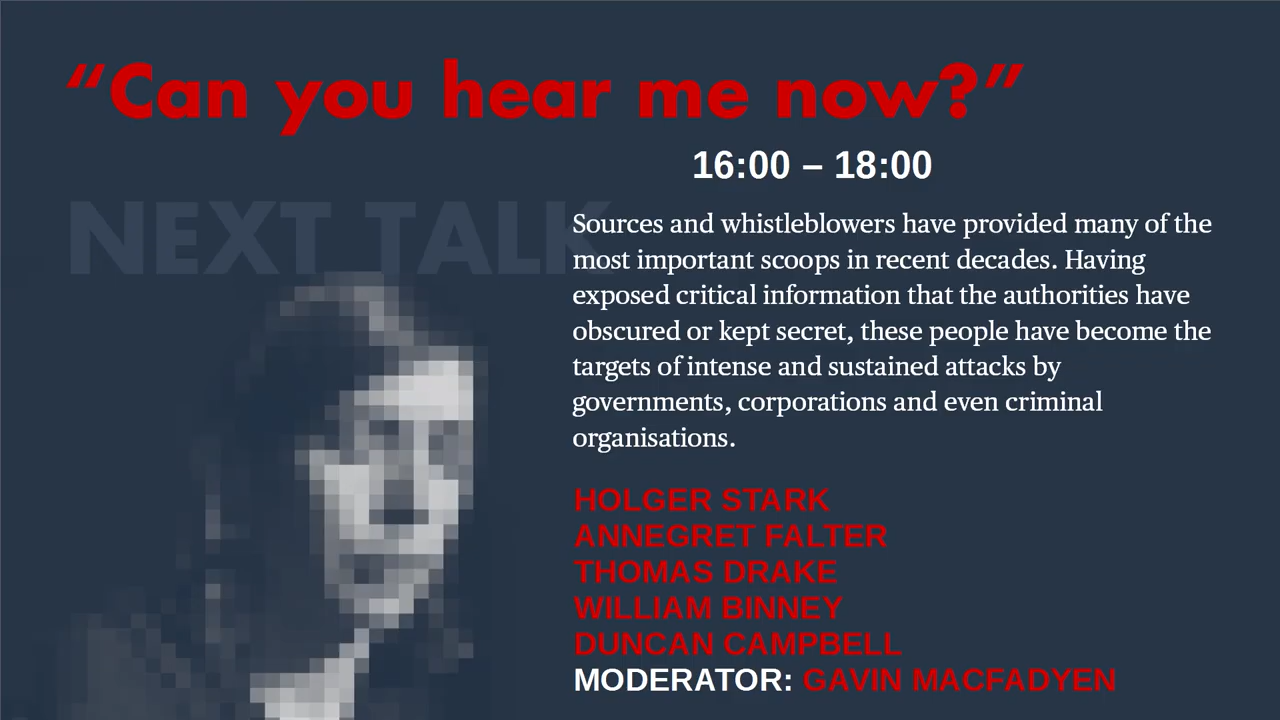 “Can you hear me now?”
16:00 – 18:00
NEXT TALK
Sources and whistleblowers have provided many of the
most important scoops in recent decades. Having
exposed critical information that the authorities have
obscured or kept secret, these people have become the
targets of intense and sustained attacks by
governments, corporations and even criminal
organisations.
HOLGER STARK
ANNEGRET FALTER
THOMAS DRAKE
WILLIAM BINNEY
DUNCAN CAMPBELL
MODERATOR: GAVIN MACFADYEN